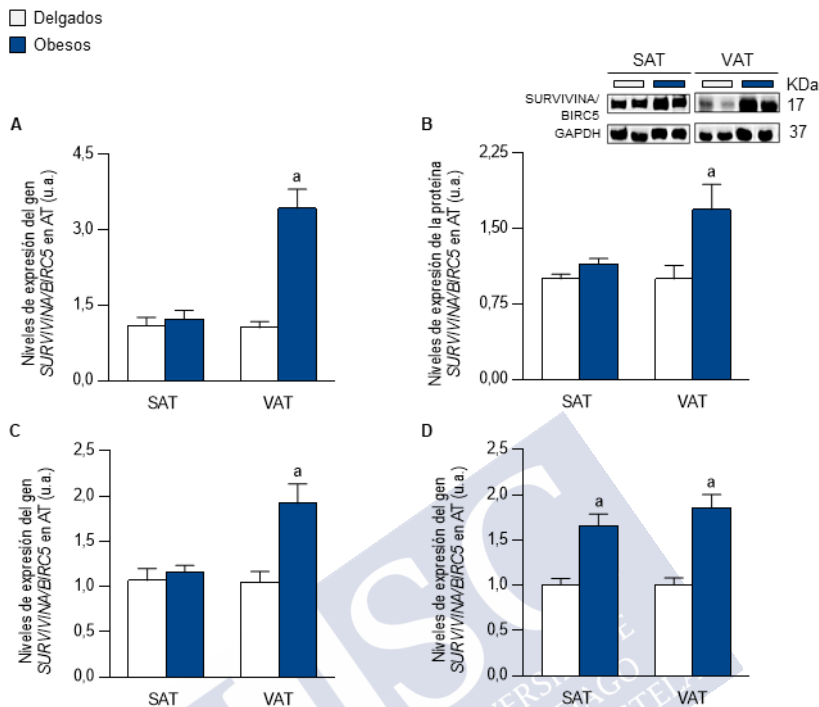 Delgados
Obesos
SAT VAT
KDa
SURVIVINA/
BIRC5
17
GAPDH
37
A
Niveles de expresión del gen
SURVIVINA/BIRC5 en AT (u.a.)
4,5
3,0
1,5
0,0
a
SAT VAT
B
Niveles de expresión de la proteína
SURVIVINA/BIRC5 en AT (u.a.)
2,25
1,50
0,75
0,00
a
SAT VAT
C
Niveles de expresión del gen
SURVIVINA/BIRC5 en AT (u.a.)
2,5
2,0
1,5
1,0
0,5
0,0
a
SAT VAT
D
Niveles de expresión del gen
SURVIVINA/BIRC5 en AT (u.a.)
2,5
2,0
1,5
1,0
0,5
0,0
a
a
SAT VAT
USC